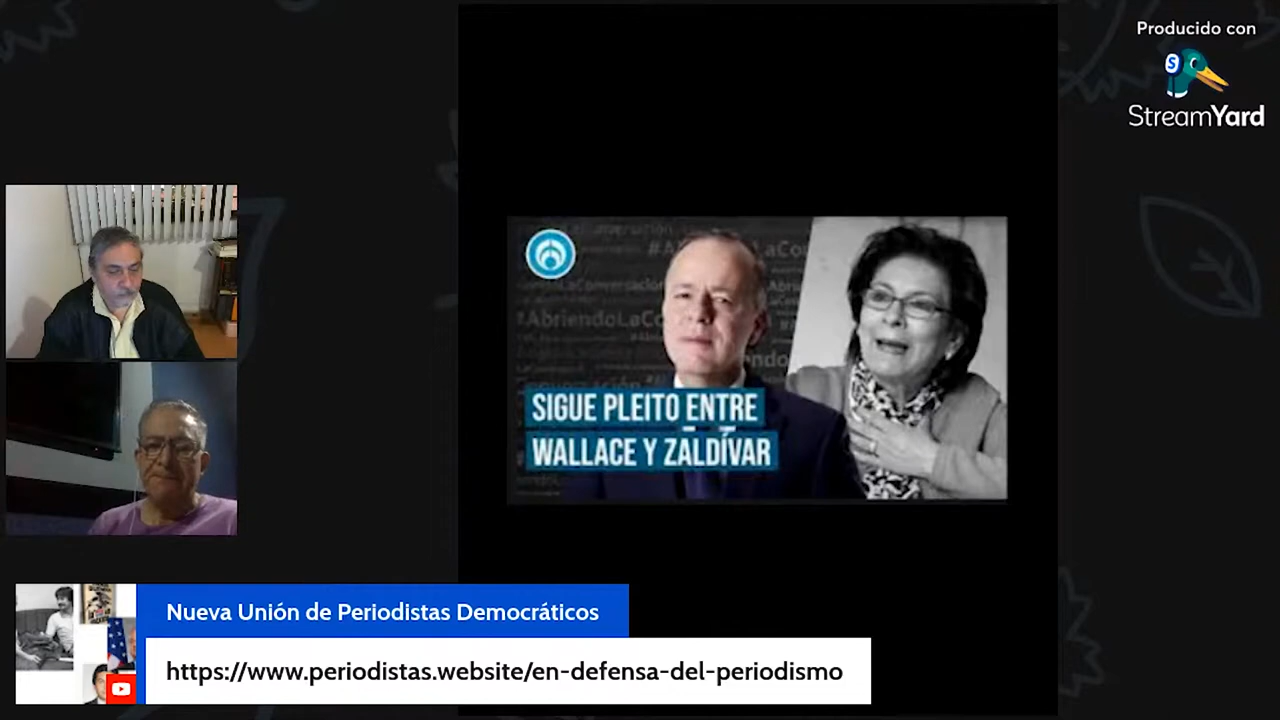 Producido con
StreamYard
#AbriendoLaCo
SIGUE PLEITO ENTRE
WALLACE Y ZALDÍVAR
Nueva Unión de Periodistas Democráticos
https://www.periodistas.website/en-defensa-del-periodismo